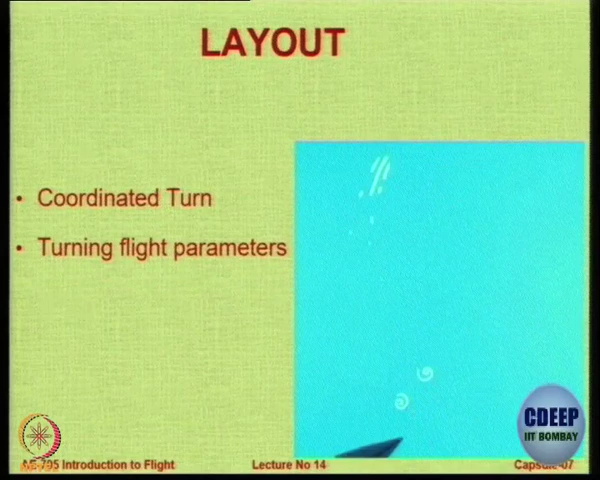 LAYOUT
• Coordinated Turn
• Turning flight parameters
CDEEP
IIT BOMBAY
NPTEL
AE-705 Introduction to Flight
Lecture No 14
Capsule-07